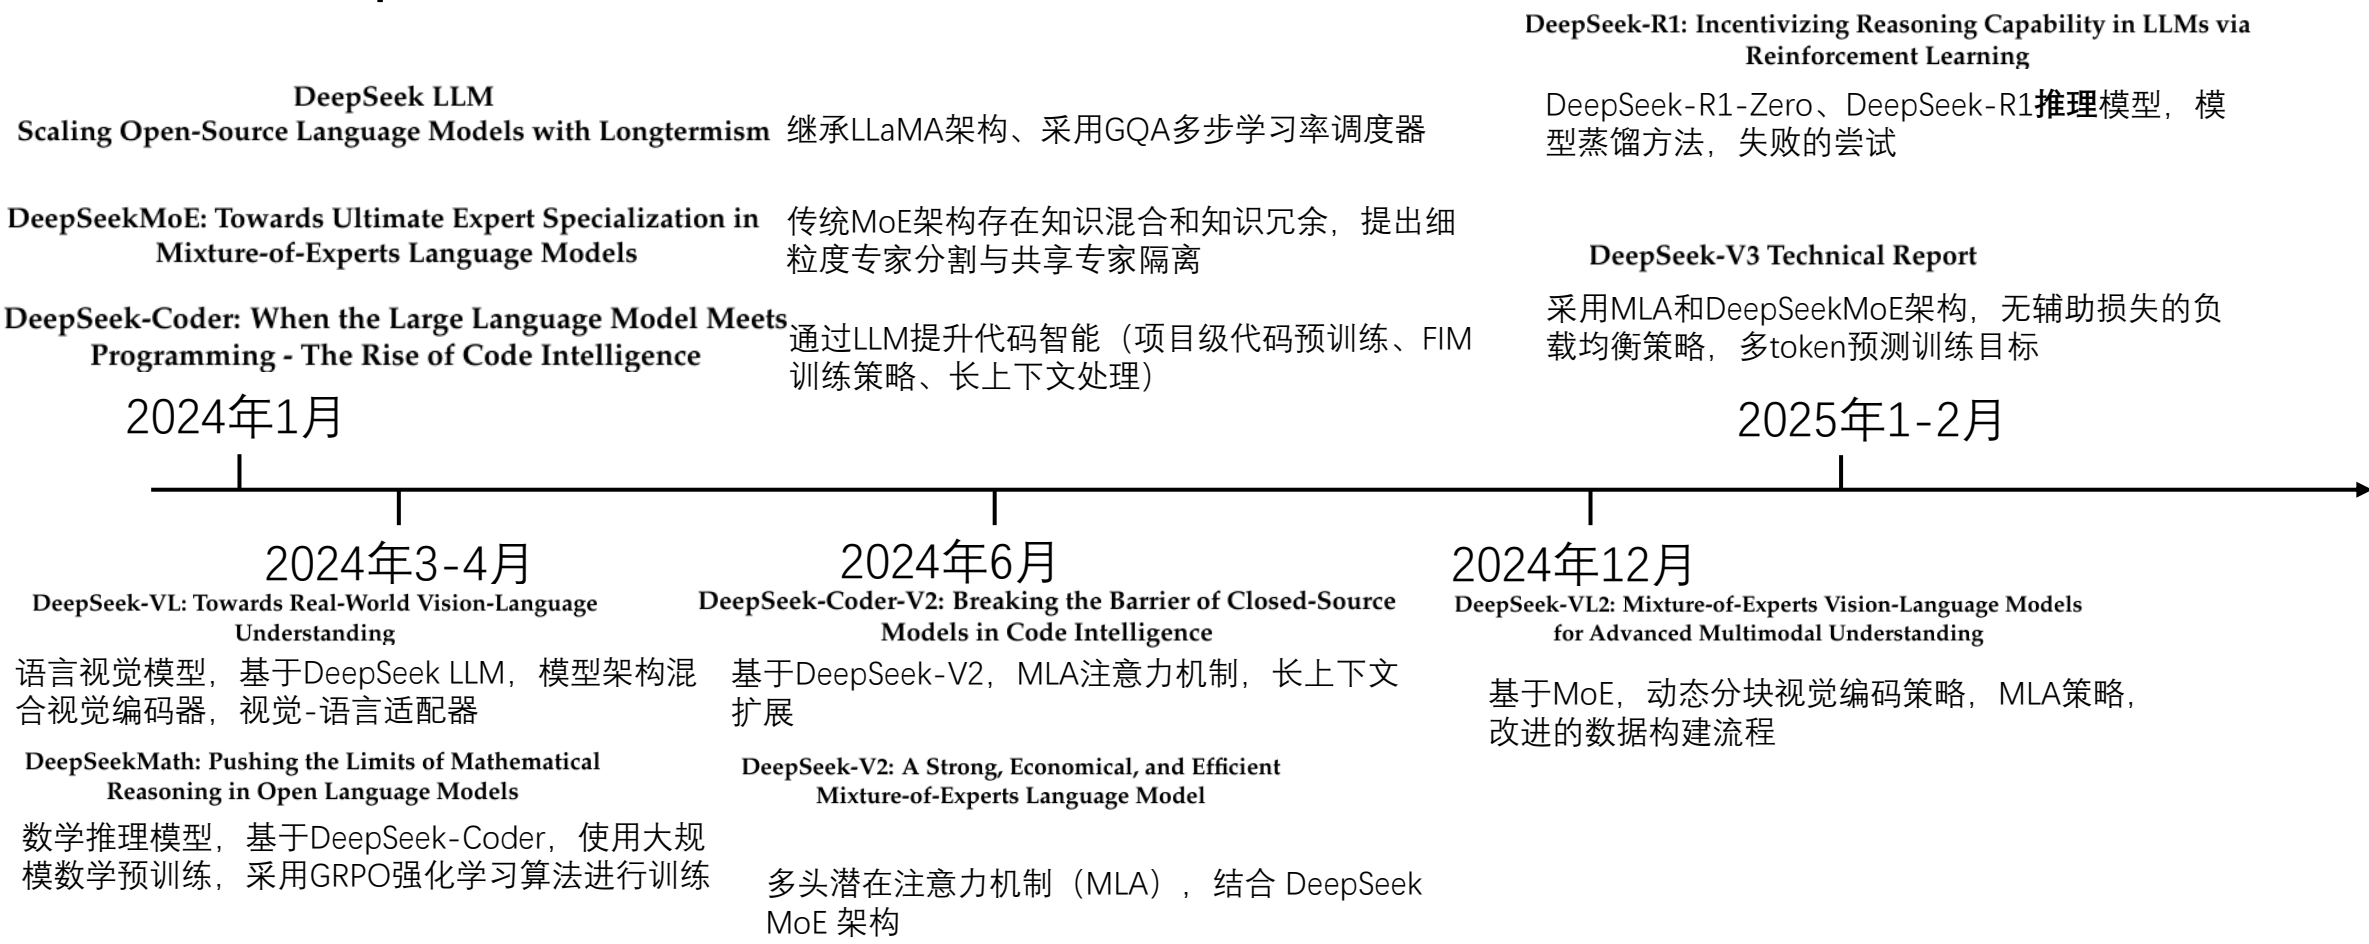 DeepSeek LLM
Scaling Open-Source Language Models with Longtermism
继承LLaMA架构、采用GQA多步学习率调度器
DeepSeekMoE: Towards Ultimate Expert Specialization in
Mixture-of-Experts Language Models
传统MoE架构存在知识混合和知识冗余，提出细
粒度专家分割与共享专家隔离
DeepSeek-Coder: When the Large Language Model Meets
Programming - The Rise of Code Intelligence
通过LLM提升代码智能（项目级代码预训练、FIM
训练策略、长上下文处理）
2024年1月
DeepSeek-R1: Incentivizing Reasoning Capability in LLMs via
Reinforcement Learning
DeepSeek-R1-Zero、DeepSeek-R1推理模型，模
型蒸馏方法，失败的尝试
DeepSeek-V3 Technical Report
采用MLA和DeepSeekMoE架构，无辅助损失的负
载均衡策略，多token预测训练目标
2025年1-2月
2024年3-4月
DeepSeek-VL: Towards Real-World Vision-Language
Understanding
语言视觉模型，基于DeepSeek LLM，模型架构混
合视觉编码器，视觉-语言适配器
DeepSeekMath: Pushing the Limits of Mathematical
Reasoning in Open Language Models
数学推理模型，基于DeepSeek-Coder，使用大规
模数学预训练，采用GRPO强化学习算法进行训练
2024年6月
DeepSeek-Coder-V2: Breaking the Barrier of Closed-Source
Models in Code Intelligence
基于DeepSeek-V2，MLA注意力机制，长上下文
扩展
DeepSeek-V2: A Strong, Economical, and Efficient
Mixture-of-Experts Language Model
多头潜在注意力机制（MLA），结合 DeepSeek
MoE 架构
2024年12月
DeepSeek-VL2: Mixture-of-Experts Vision-Language Models
for Advanced Multimodal Understanding
基于MoE，动态分块视觉编码策略，MLA策略，
改进的数据构建流程